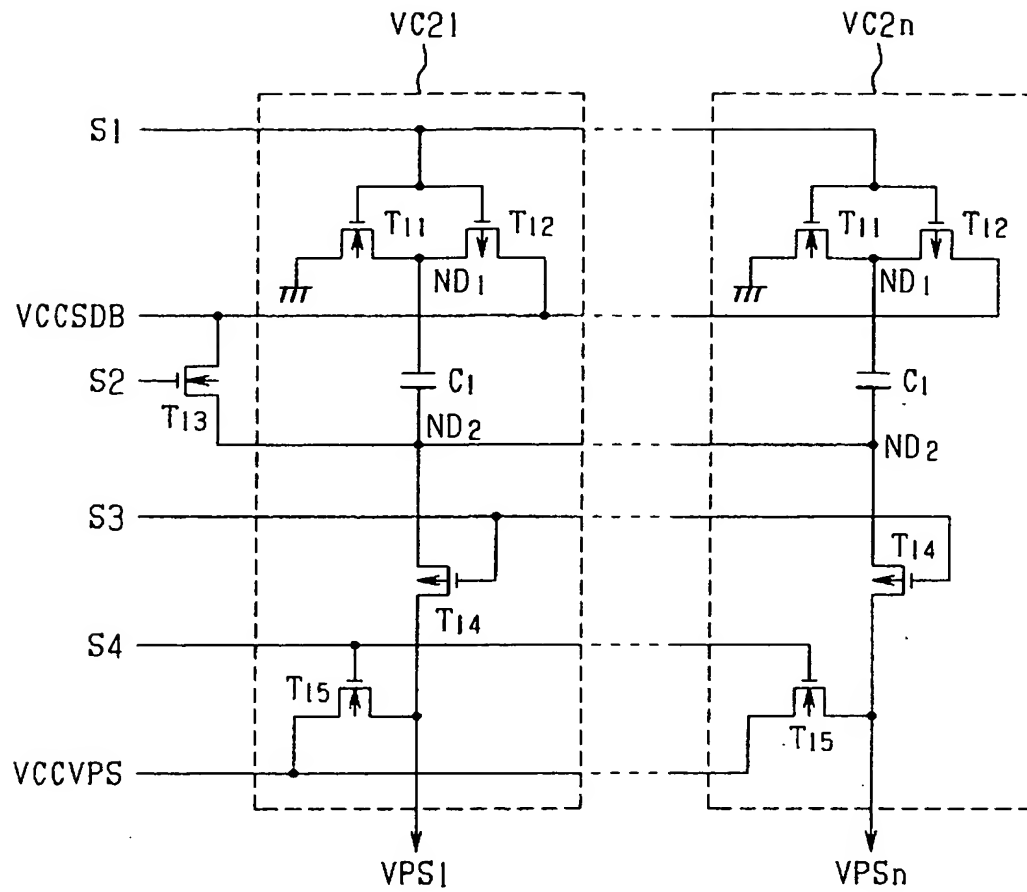 VC21 VC2n
S1
T11 T12 T11 T12
ND1 ND1
VCCSDB
S2 C1 C1
T13
ND2 ND2
S3
T14
T14
S4
T15
T15
VCCVPS
VPS1 VPSn